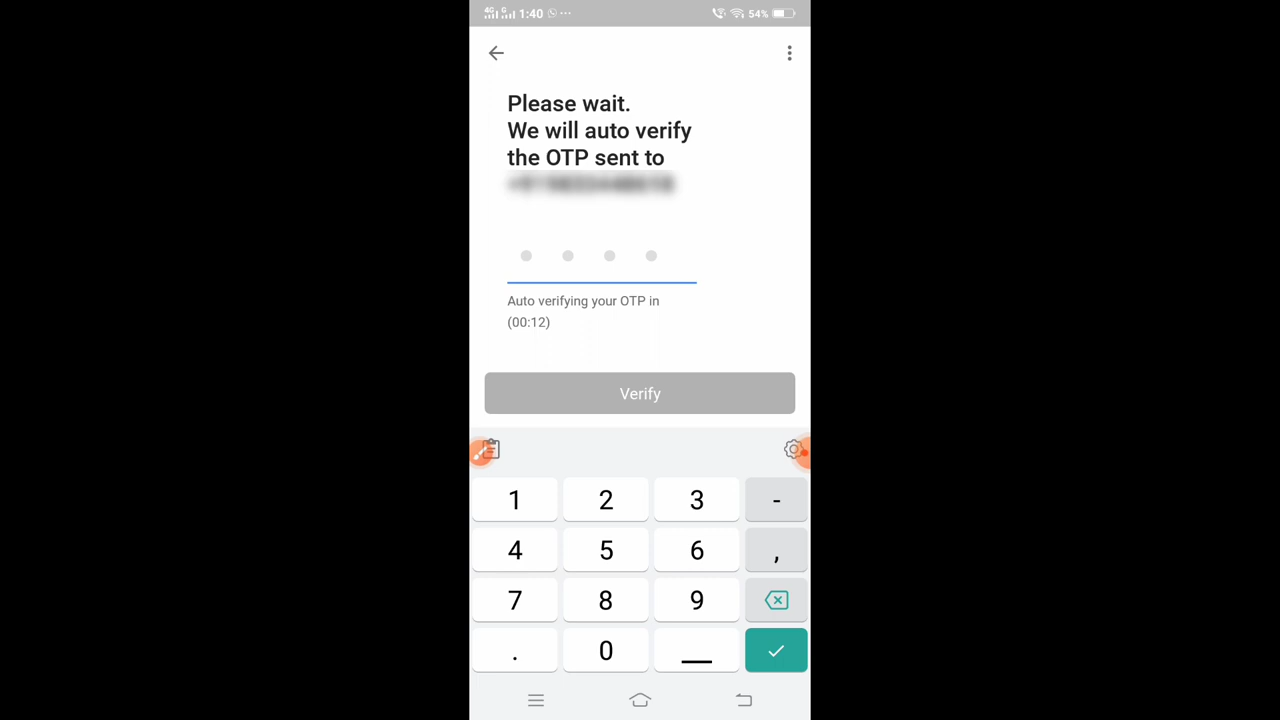 4G G 1:40 54%
Please wait.
We will auto verify
the OTP sent to
Auto verifying your OTP in
(00:12)
Verify
1 2 3 -
4 5 6 ,
7 8 9
. 0